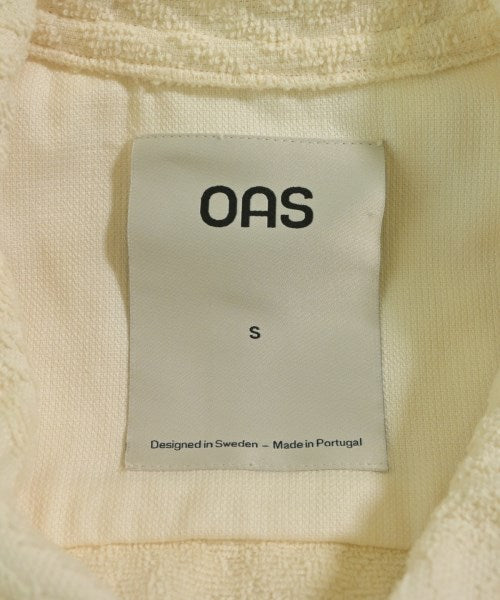 OAS
S
Designed in Sweden – Made in Portugal